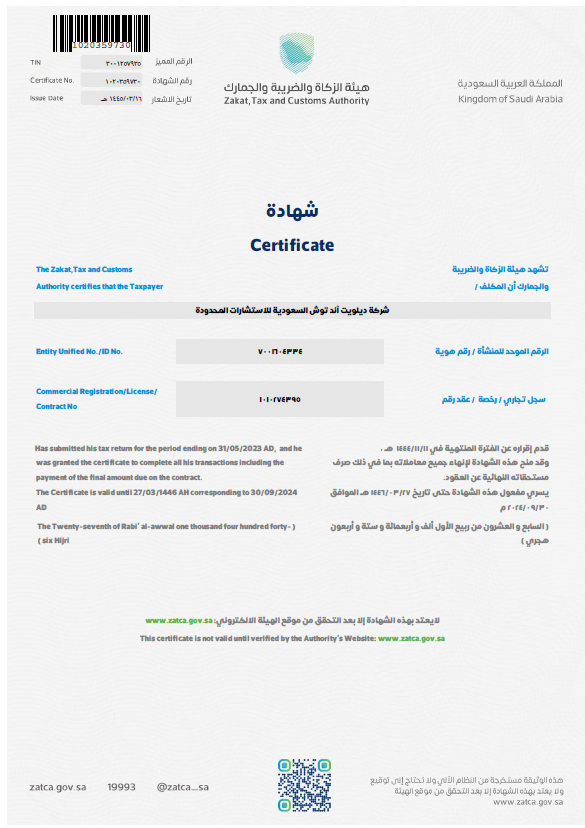 1020359730
TIN ٣٠٠١٢٥٧٩٣٥ الرقم المميز
Certificate No. ١٠٢٠٣٥٩٧٣٠ رقم الشهادة
Issue Date ١٤٤٥/٠٣/١٦ هـ تاريخ الاشعار
هيئة الزكاة والضريبة والجمارك
Zakat,Tax and Customs Authority
المملكة العربية السعودية
Kingdom of Saudi Arabia
شهادة
Certificate
The Zakat,Tax and Customs
Authority certifies that the Taxpayer
تشهد هيئة الزكاة والضريبة
والجمارك أن المكلف /
شركة ديلويت آند توش السعودية للاستشارات المحدودة
Entity Unified No./ID No. ٧٠٠١٦٠٤٣٣٤ الرقم الموحد للمنشأة / رقم هوية
Commercial Registration/License/
Contract No
١٠١٠٢٧٤٣٩٥
سجل تجاري / رخصة / عقد رقم
Has submitted his tax return for the period ending on 31/05/2023 AD, and he
was granted the certificate to complete all his transactions including the
payment of the final amount due on the contract.
The Certificate is valid until 27/03/1446 AH corresponding to 30/09/2024
AD
The Twenty-seventh of Rabi' al-awwal one thousand four hundred forty- )
( six Hijri
قدم إقراره عن الفترة المنتهية في ١٤٤٤/١١/١١ هـ .
وقد منح هذه الشهادة لإنهاء جميع معاملاته بما في ذلك صرف
مستحقاته النهائية عن العقود.
يسري مفعول هذه الشهادة حتى تاريخ ١٤٤٦/٠٣/٢٧ هـ الموافق
٢٠٢٤/٠٩/٣٠ م
( السابع و العشرون من ربيع الأول ألف و أربعمائة و ستة و أربعون
هجري )
لايعتد بهذه الشهادة إلا بعد التحقق من موقع الهيئة الالكتروني: www.zatca.gov.sa
This certificate is not valid until verified by the Authority's Website: www.zatca.gov.sa
zatca.gov.sa 19993 @zatca_sa
هذه الوثيقة مستخرجة من النظام الآلي ولا تحتاج إلى توقيع
ولا يعتد بهذه الشهادة إلا بعد التحقق من موقع الهيئة
www.zatca.gov.sa